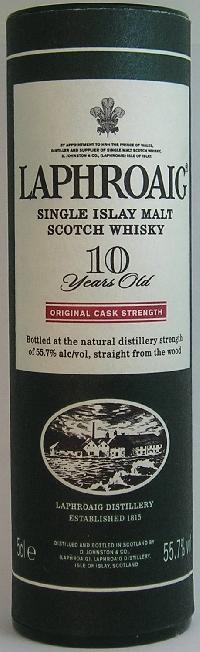 BY APPOINTMENT TO HRH THE PRINCE OF WALES,
DISTILLER AND SUPPLIER OF SINGLE MALT SCOTCH WHISKY,
D. JOHNSTON & CO., (LAPHROAIG) ISLE OF ISLAY
LAPHROAIG®
SINGLE ISLAY MALT
SCOTCH WHISKY
10
Years Old
ORIGINAL CASK STRENGTH
Bottled at the natural distillery strength
of 55.7% alc/vol, straight from the wood
LAPHROAIG DISTILLERY
ESTABLISHED 1815
5cl e
55.7% vol
DISTILLED AND BOTTLED IN SCOTLAND BY
D. JOHNSTON & CO.,
(LAPHROAIG), LAPHROAIG DISTILLERY,
ISLE OF ISLAY, SCOTLAND